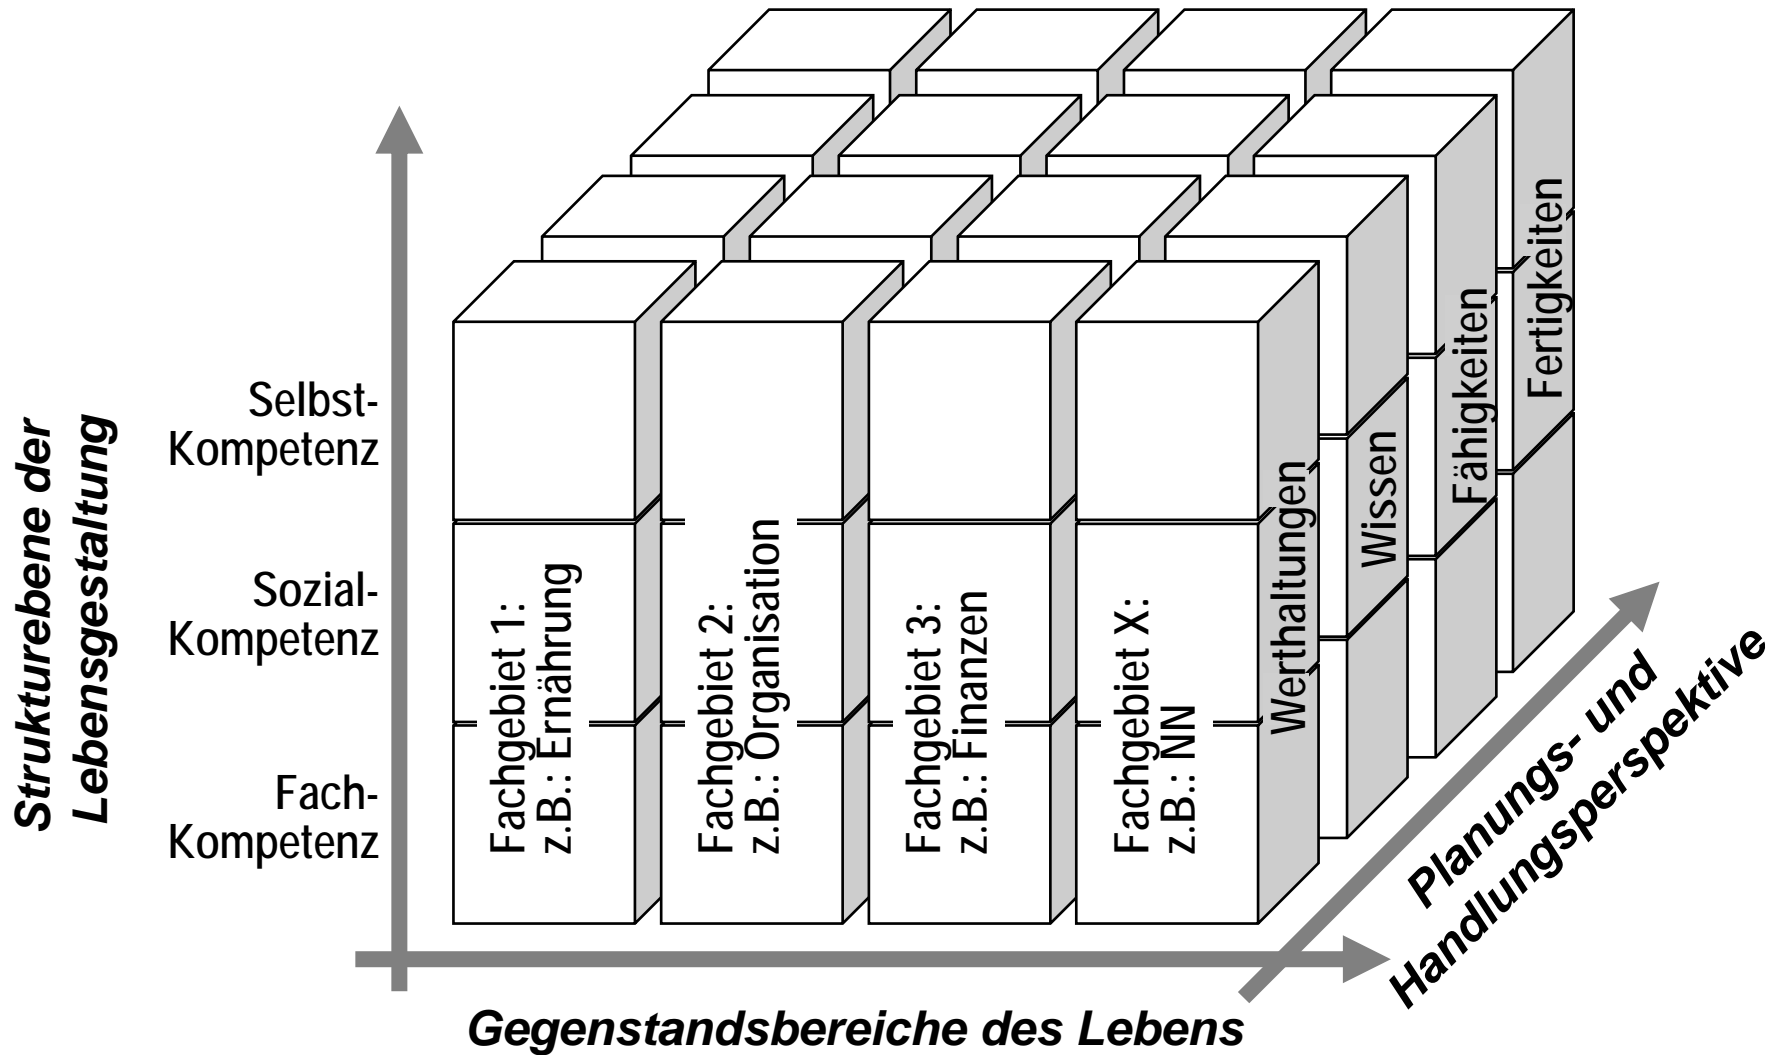 Strukturebene der
Lebensgestaltung
Selbst-
Kompetenz
Sozial-
Kompetenz
Fach-
Kompetenz
Fachgebiet 1:
z.B.: Ernährung
Fachgebiet 2:
z.B.: Organisation
Fachgebiet 3:
z.B.: Finanzen
Fachgebiet X:
z.B.: NN
Werthaltungen
Wissen
Fähigkeiten
Fertigkeiten
Planungs- und
Handlungsperspektive
Gegenstandsbereiche des Lebens